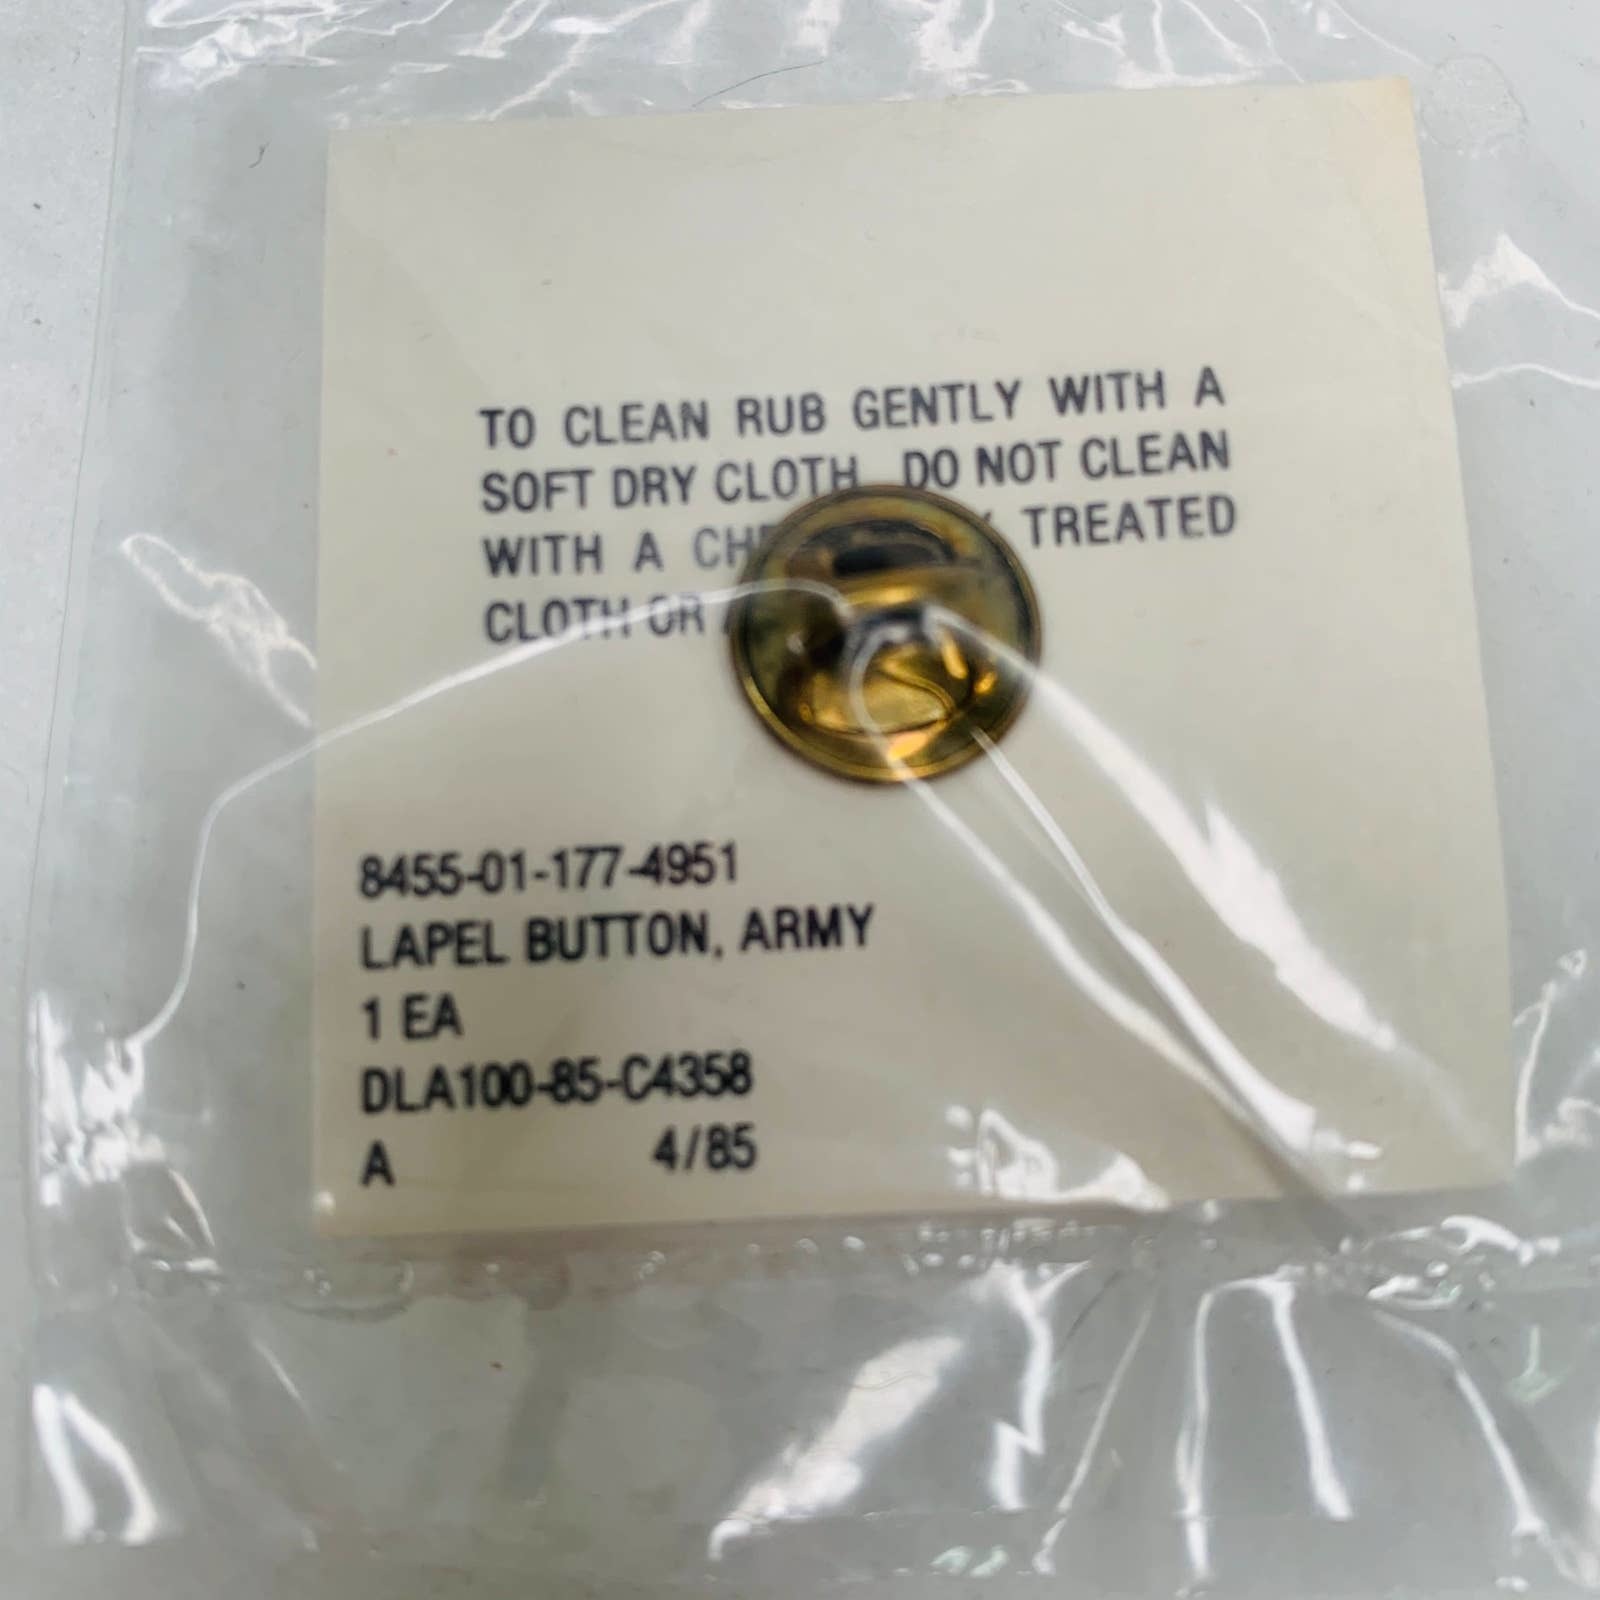 TO CLEAN RUB GENTLY WITH A
SOFT DRY CLOTH DO NOT CLEAN
WITH A TREATED
CLOTH OR
8455-01-177-4951
LAPEL BUTTON, ARMY
1 EA
DLA100-85-C4358
A 4/85